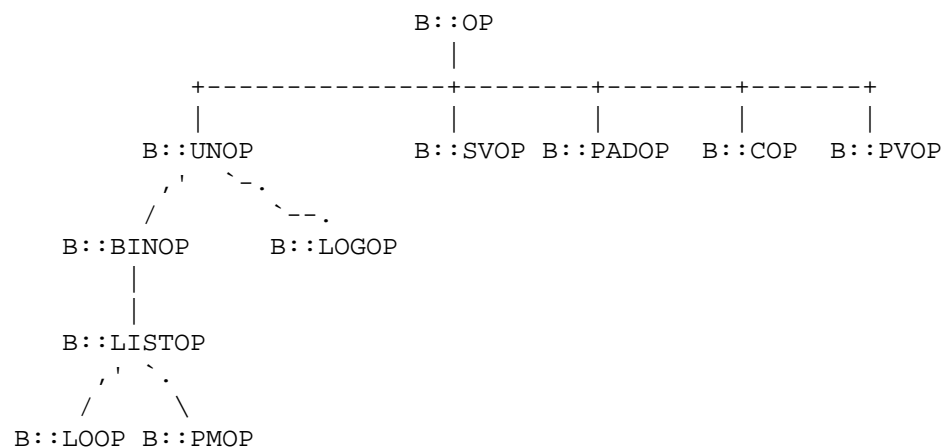 B::OP
B::UNOP B::SVOP B::PADOP B::COP B::PVOP
B::BINOP B::LOGOP
B::LISTOP
B::LOOP B::PMOP